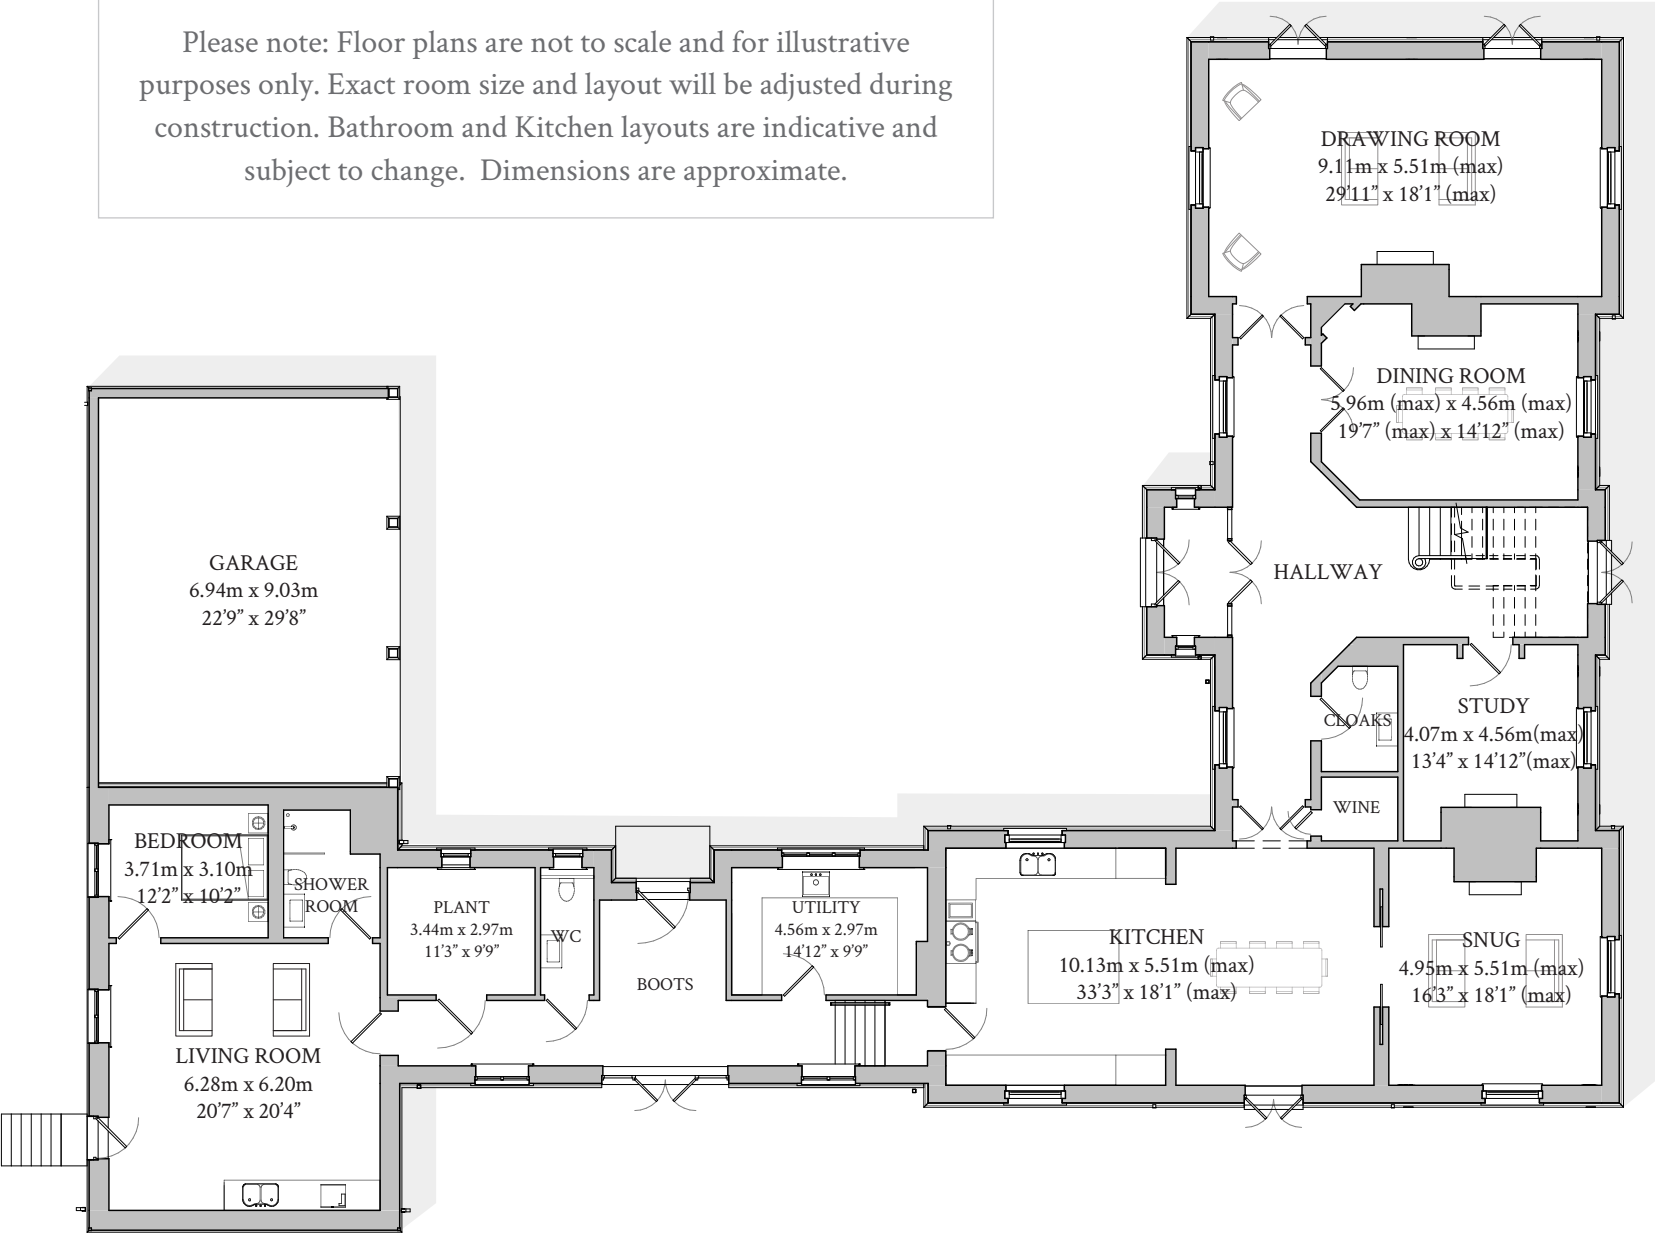 Please note: Floor plans are not to scale and for illustrative
purposes only. Exact room size and layout will be adjusted during
construction. Bathroom and Kitchen layouts are indicative and
subject to change.  Dimensions are approximate.
DRAWING ROOM
9.11m x 5.51m (max)
29'11” x 18'1” (max)
DINING ROOM
5.96m (max) x 4.56m (max)
19'7” (max) x 14'12” (max)
GARAGE
6.94m x 9.03m
22'9” x 29'8”
HALLWAY
CLOAKS
STUDY
4.07m x 4.56m(max)
13'4” x 14'12”(max)
WINE
BEDROOM
3.71m x 3.10m
12'2” x 10'2”
SHOWER
ROOM
PLANT
3.44m x 2.97m
11'3” x 9'9”
WC
BOOTS
UTILITY
4.56m x 2.97m
14'12” x 9'9”
KITCHEN
10.13m x 5.51m (max)
33'3” x 18'1” (max)
SNUG
4.95m x 5.51m (max)
16'3” x 18'1” (max)
LIVING ROOM
6.28m x 6.20m
20'7” x 20'4”